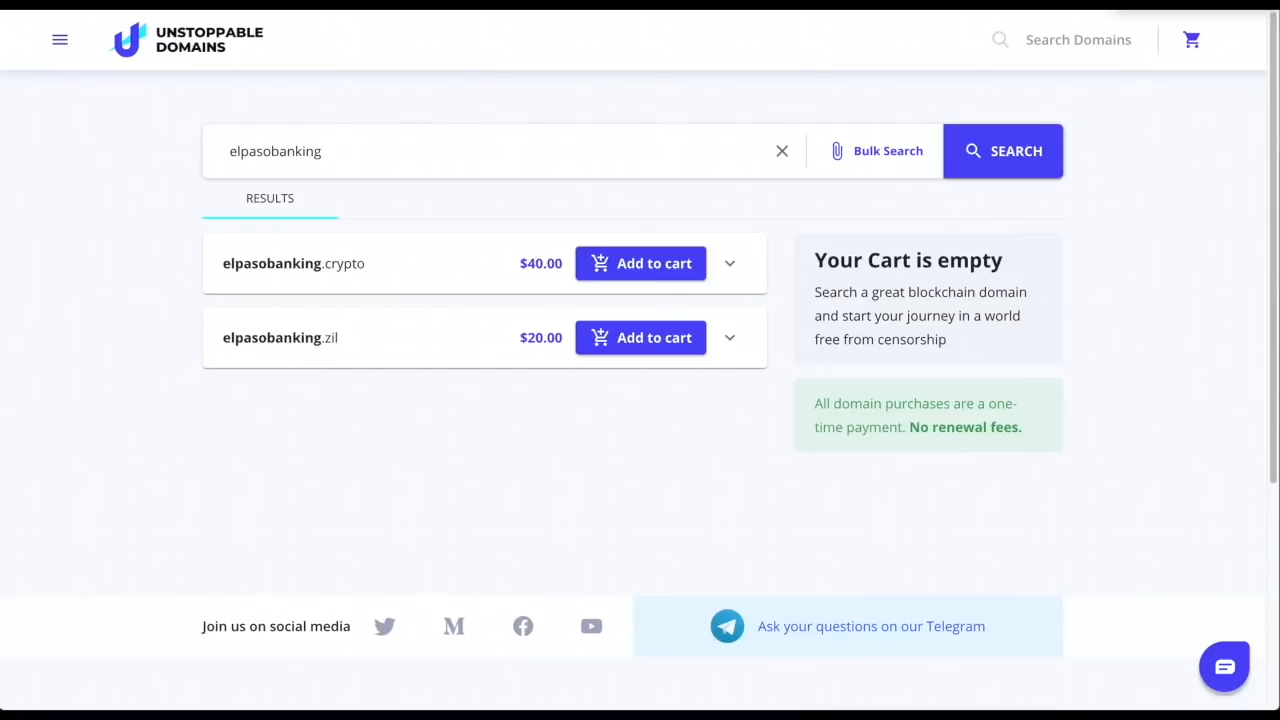 UNSTOPPABLE
DOMAINS
Search Domains
elpasobanking
Bulk Search
SEARCH
RESULTS
elpasobanking.crypto
$40.00
Add to cart
elpasobanking.zil
$20.00
Add to cart
Your Cart is empty
Search a great blockchain domain
and start your journey in a world
free from censorship
All domain purchases are a one-
time payment. No renewal fees.
Join us on social media
Ask your questions on our Telegram